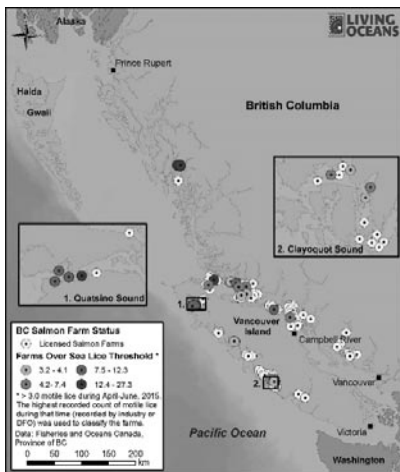 Alaska
LIVING
OCEANS
Prince Rupert
Haida
Gwaii
British Columbia
2. Clayoquot Sound
1. Quatsino Sound
1.
Vancouver
Island
Campbell River
2.
Vancouver
Victoria
Pacific Ocean
Washington
BC Salmon Farm Status
Licensed Salmon Farms
Farms Over Sea Lice Threshold *
3.2 - 4.1 7.5 - 12.3
4.2 - 7.4 12.4 - 27.3
* > 3.0 motile lice during April-June, 2015.
The highest recorded count of motile lice
during that time (recorded by industry or
DFO) was used to classify the farms.
Data: Fisheries and Oceans Canada,
Province of BC
0 50 100 150 200
km